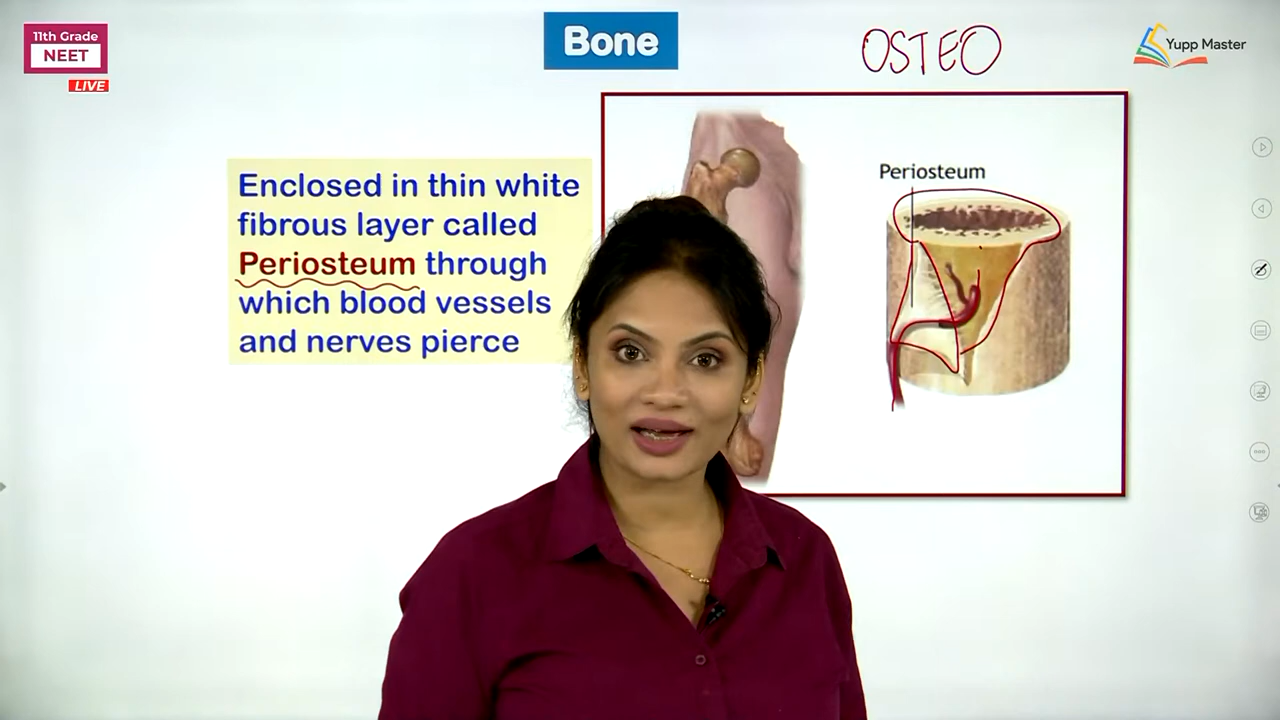 11th Grade
NEET
LIVE
Bone
OSTEO
Yupp Master
Enclosed in thin white
fibrous layer called
Periosteum through
which blood vessels
and nerves pierce
Periosteum